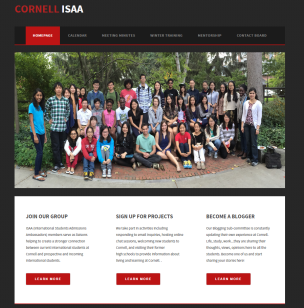 CORNELL ISAA
HOMEPAGE CALENDAR MEETING MINUTES WINTER TRAINING MENTORSHIP CONTACT BOARD
JOIN OUR GROUP
ISAA (International Students Admissions
Ambassadors) members serve as liaisons
helping to create a stronger connection
between current international students at
Cornell and prospective and incoming
international students.
LEARN MORE
SIGN UP FOR PROJECTS
We take part in activities including
responding to email inquiries, hosting online
chat sessions, welcoming new students to
Cornell, and visiting their former
high schools to provide information about
living and learning at Cornell.
LEARN MORE
BECOME A BLOGGER
Our blogging sub-committee is constantly
updating their own experience at Cornell.
Life, study, work...they are sharing their
thoughts, views, opinions here to all the
students. Become one of us and start
sharing your stories here!
LEARN MORE